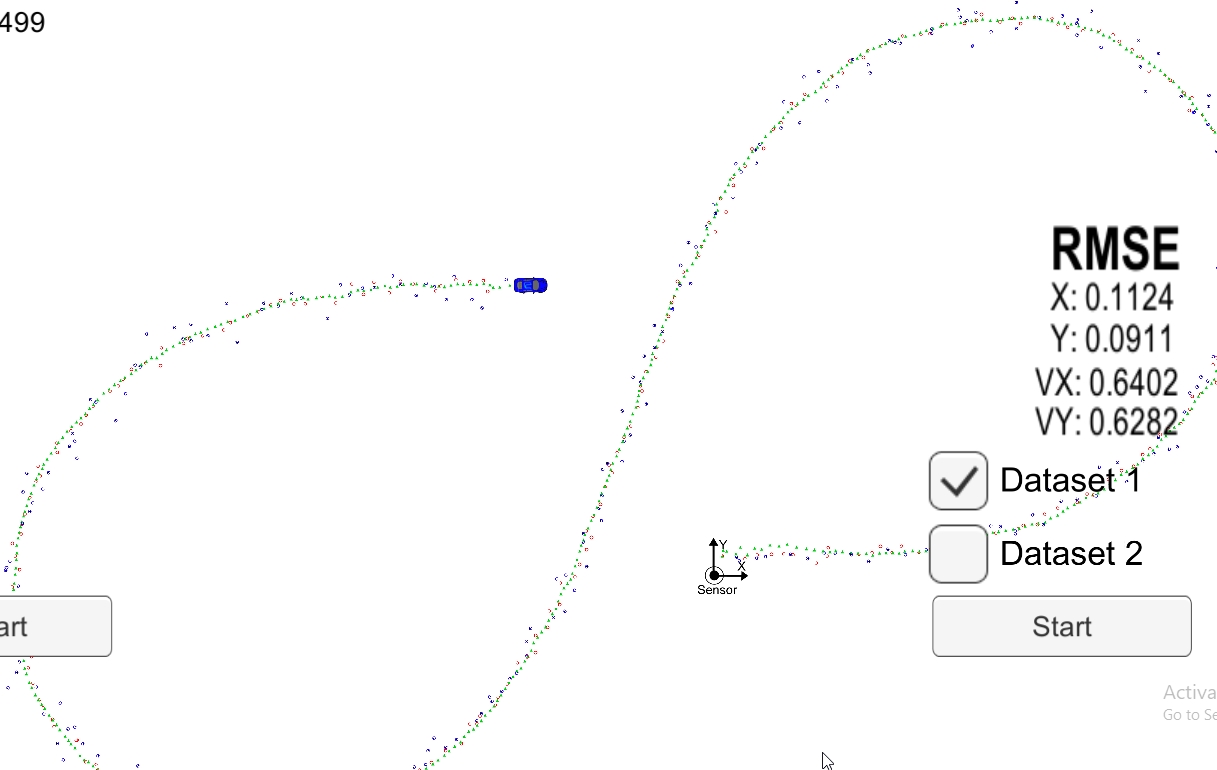 499
RMSE
X: 0.1124
Y: 0.0911
VX: 0.6402
VY: 0.6282
Dataset 1
Y
X
Sensor
Dataset 2
art
Start
Activa
Go to Se